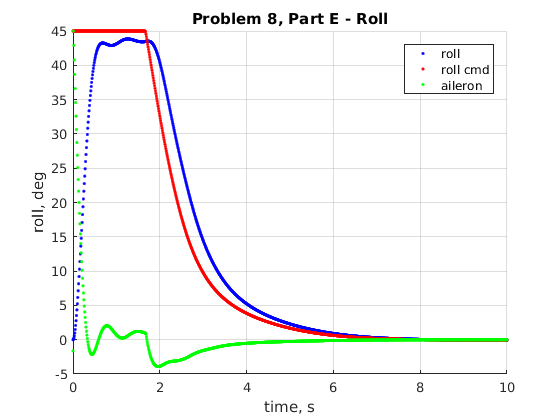 Problem 8, Part E - Roll
roll, deg
45
40
35
30
25
20
15
10
5
0
-5
roll
roll cmd
aileron
0 2 4 6 8 10
time, s